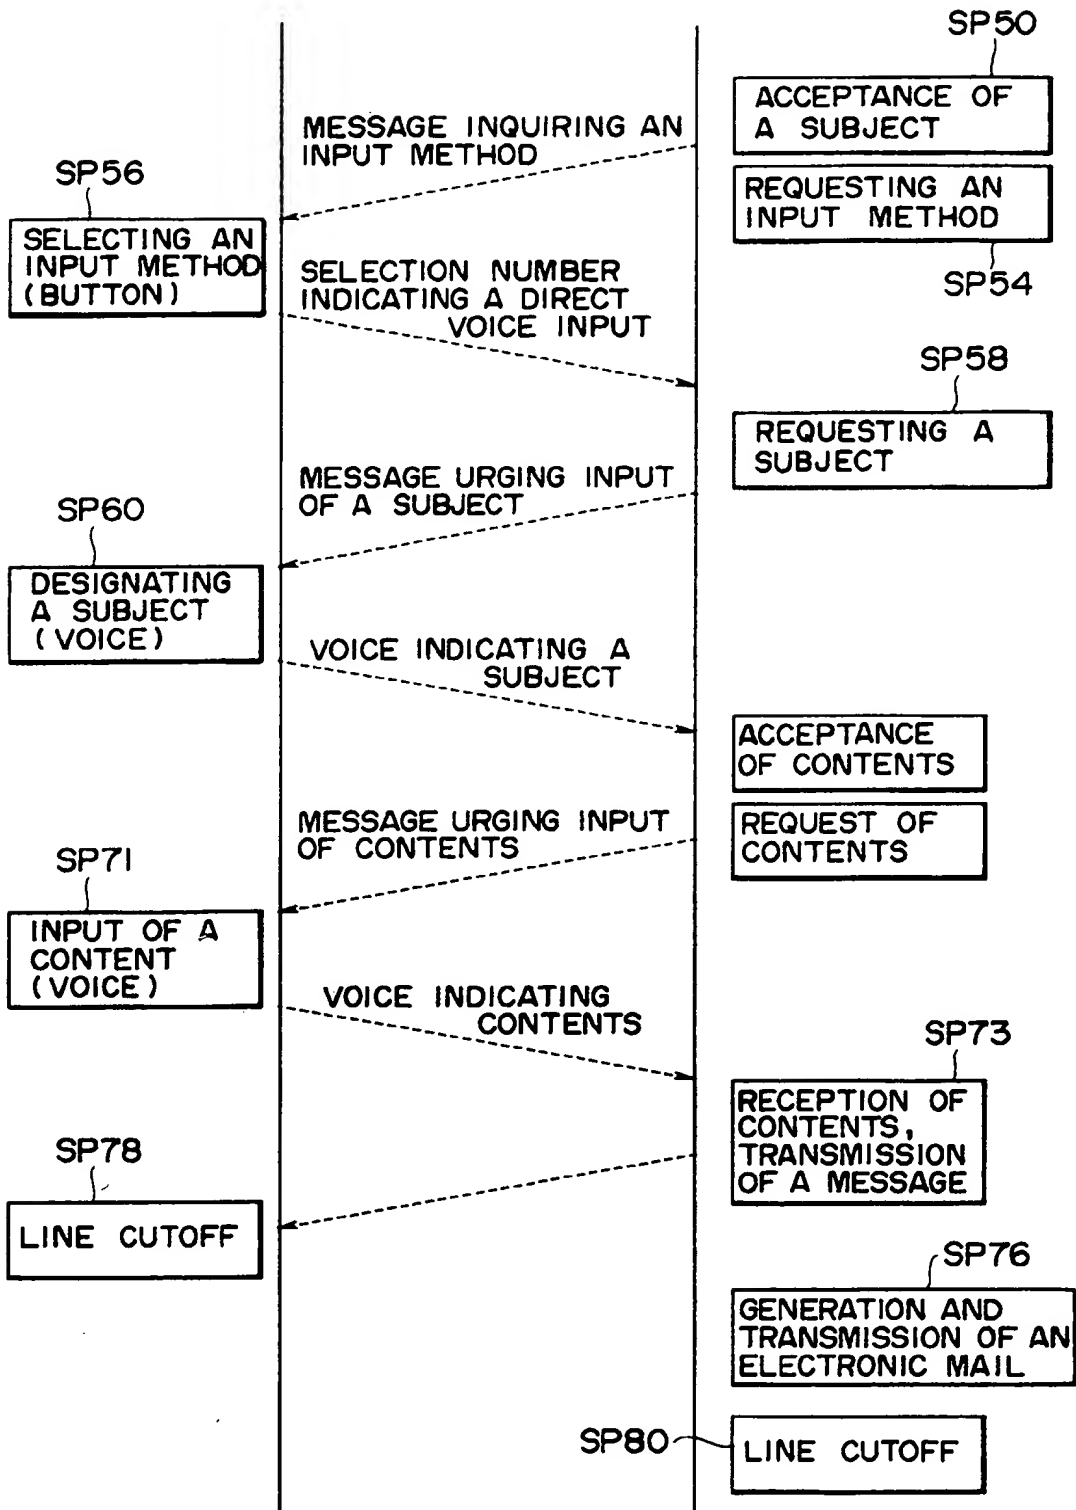 SP50
ACCEPTANCE OF
A SUBJECT
MESSAGE INQUIRING AN
INPUT METHOD
REQUESTING AN
INPUT METHOD
SP54
SP56
SELECTING AN
INPUT METHOD
(BUTTON)
SELECTION NUMBER
INDICATING A DIRECT
VOICE INPUT
SP58
REQUESTING A
SUBJECT
MESSAGE URGING INPUT
OF A SUBJECT
SP60
DESIGNATING
A SUBJECT
(VOICE)
VOICE INDICATING A
SUBJECT
ACCEPTANCE
OF CONTENTS
MESSAGE URGING INPUT
OF CONTENTS
REQUEST OF
CONTENTS
SP71
INPUT OF A
CONTENT
(VOICE)
VOICE INDICATING
CONTENTS
SP73
RECEPTION OF
CONTENTS,
TRANSMISSION
OF A MESSAGE
SP78
LINE CUTOFF
SP76
GENERATION AND
TRANSMISSION OF AN
ELECTRONIC MAIL
SP80
LINE CUTOFF